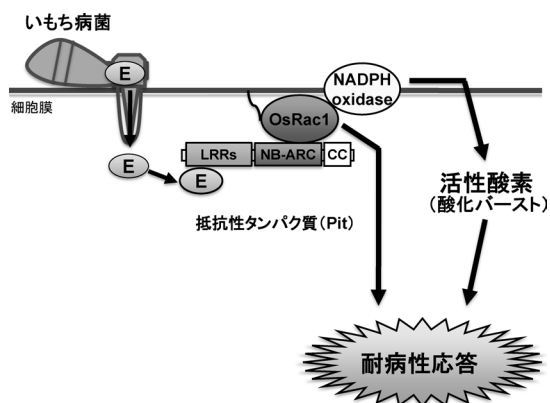 いもち病菌
E
細胞膜
NADPH
oxidase
OsRac1
LRRs
NB-ARC
CC
E
E
抵抗性タンパク質(Pit)
活性酸素
(酸化バースト)
耐病性応答